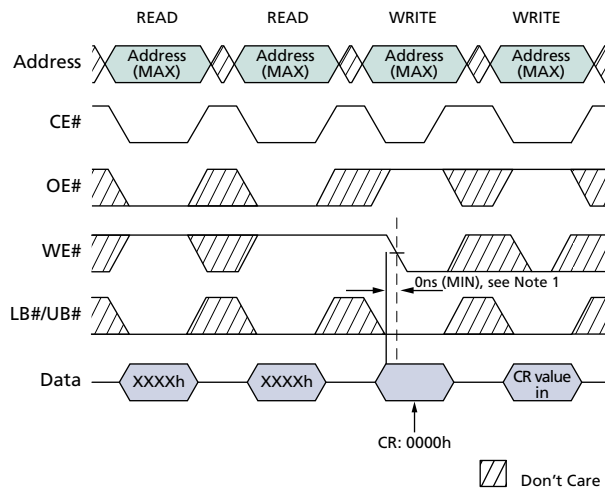 READ READ WRITE WRITE
Address
Address
(MAX)
Address
(MAX)
Address
(MAX)
Address
(MAX)
CE#
OE#
WE#
0ns (MIN), see Note 1
LB#/UB#
Data
XXXXh
XXXXh
CR value
in
CR: 0000h
Don't Care